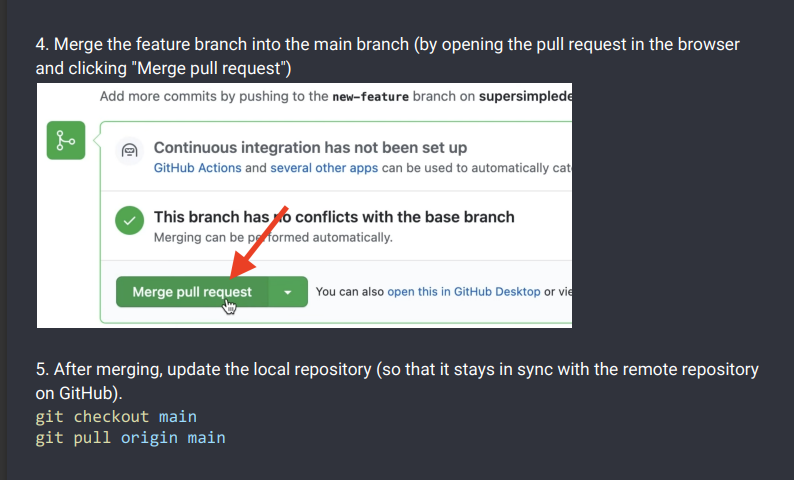 4. Merge the feature branch into the main branch (by opening the pull request in the browser
and clicking "Merge pull request")
Add more commits by pushing to the new-feature branch on supersimplede
Continuous integration has not been set up
GitHub Actions and several other apps can be used to automatically cat
This branch has no conflicts with the base branch
Merging can be performed automatically.
Merge pull request
You can also open this in GitHub Desktop or vie
5. After merging, update the local repository (so that it stays in sync with the remote repository
on GitHub).
git checkout main
git pull origin main